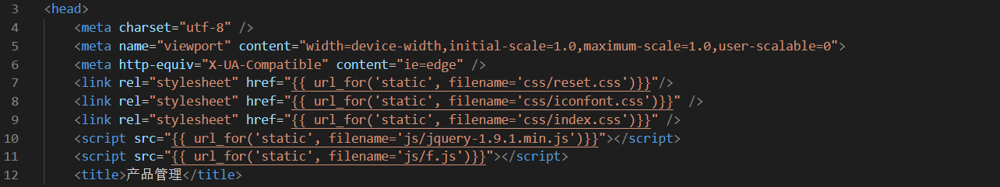 3 <head>
4 <meta charset="utf-8" />
5 <meta name="viewport" content="width=device-width,initial-scale=1.0,maximum-scale=1.0,user-scalable=0">
6 <meta http-equiv="X-UA-Compatible" content="ie=edge" />
7 <link rel="stylesheet" href="{{ url_for('static', filename='css/reset.css')}}"/>
8 <link rel="stylesheet" href="{{ url_for('static', filename='css/iconfont.css')}}" />
9 <link rel="stylesheet" href="{{ url_for('static', filename='css/index.css')}}" />
10 <script src="{{ url_for('static', filename='js/jquery-1.9.1.min.js')}}"></script>
11 <script src="{{ url_for('static', filename='js/f.js')}}"></script>
12 <title>产品管理</title>